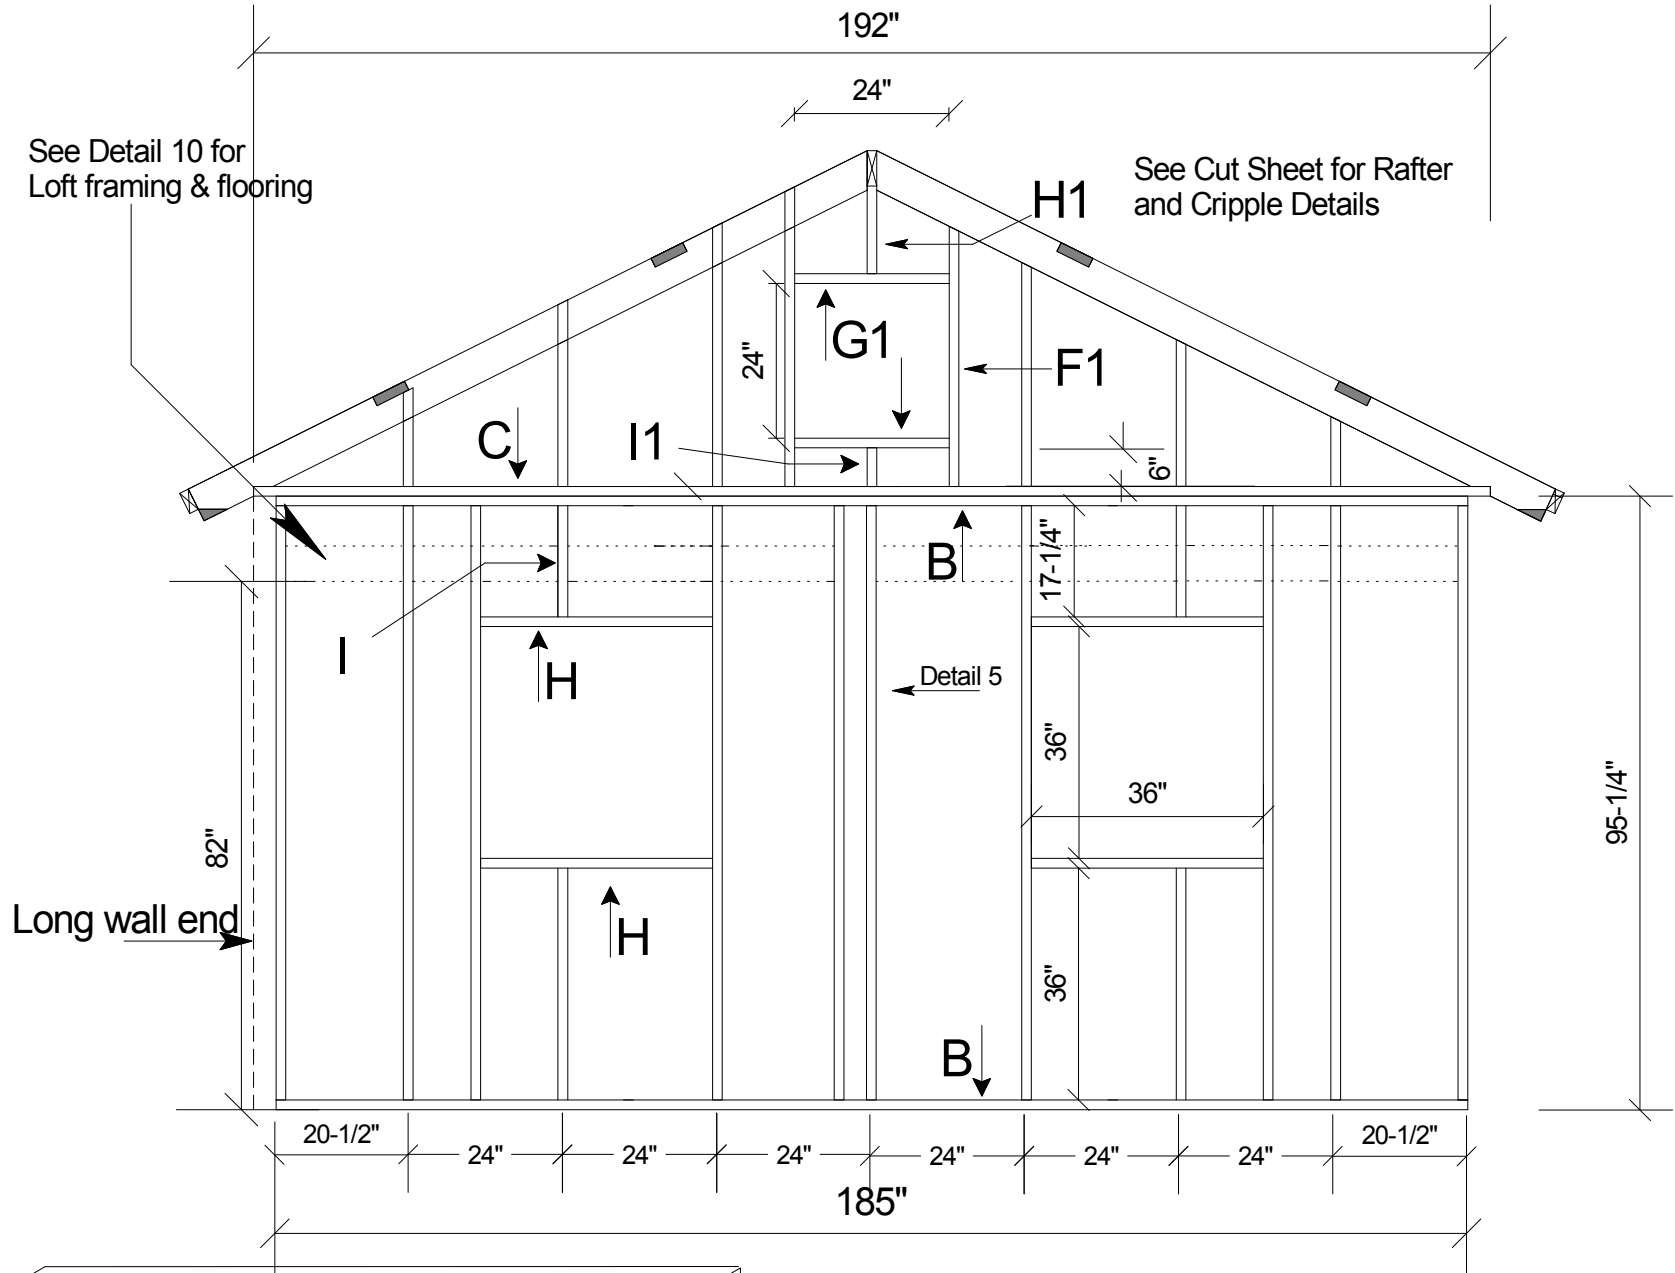 192"
24"
See Detail 10 for
Loft framing & flooring
See Cut Sheet for Rafter
and Cripple Details
H1
G1
24"
F1
C
I1
6"
B
17-1/4"
I
H
Detail 5
36"
36"
95-1/4"
82"
Long wall end
H
36"
B
20-1/2"
24"
24"
24"
24"
24"
24"
20-1/2"
185"